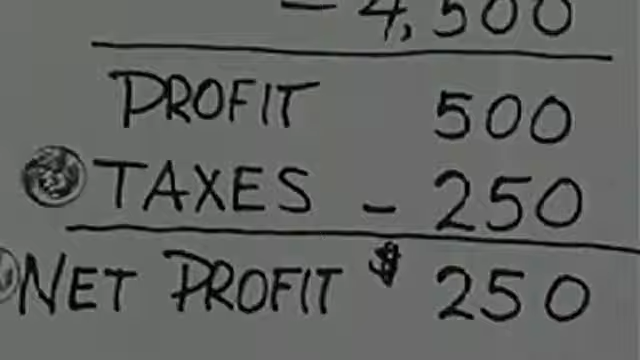 - 4,500
PROFIT 500
TAXES - 250
NET PROFIT $ 250